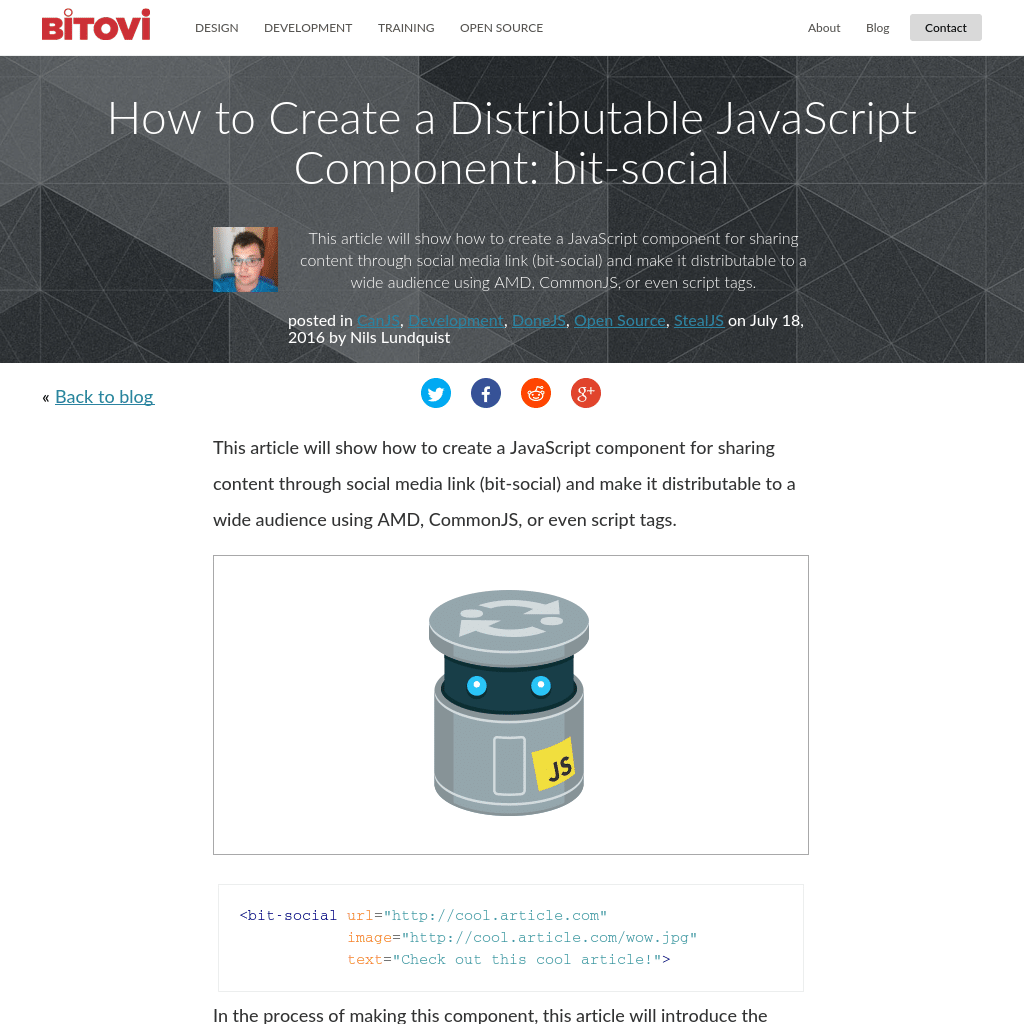 BiTOVi
DESIGN DEVELOPMENT TRAINING OPEN SOURCE About Blog Contact
How to Create a Distributable JavaScript
Component: bit-social
This article will show how to create a JavaScript component for sharing
content through social media link (bit-social) and make it distributable to a
wide audience using AMD, CommonJS, or even script tags.
posted in CanJS, Development, DoneJS, Open Source, StealJS on July 18,
2016 by Nils Lundquist
« Back to blog
This article will show how to create a JavaScript component for sharing
content through social media link (bit-social) and make it distributable to a
wide audience using AMD, CommonJS, or even script tags.
JS
<bit-social url="http://cool.article.com"
image="http://cool.article.com/wow.jpg"
text="Check out this cool article!">
In the process of making this component, this article will introduce the